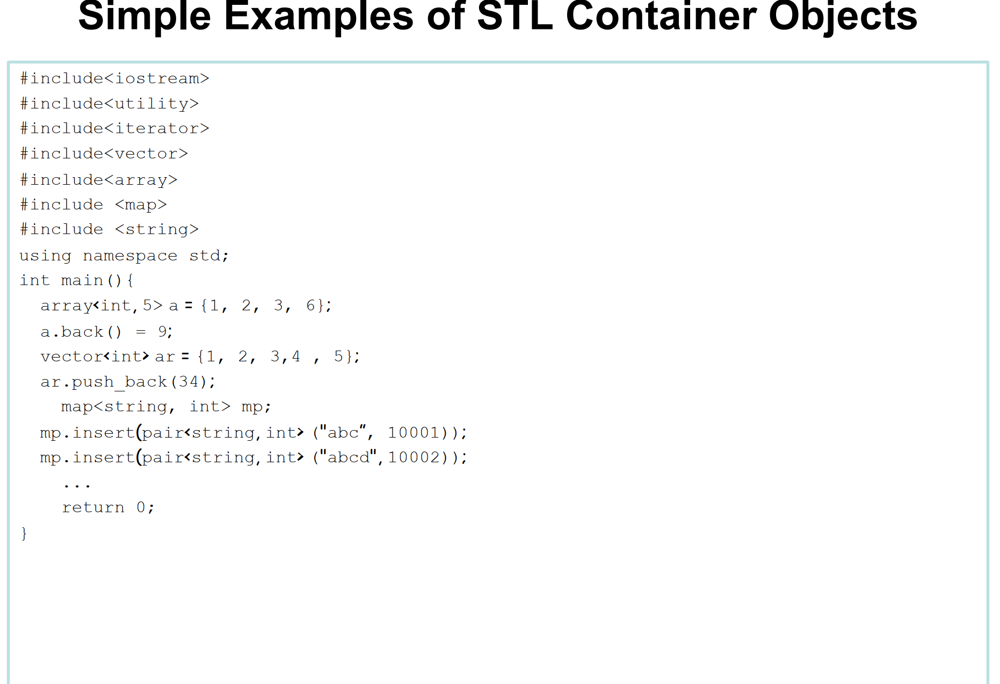 Simple Examples of STL Container Objects
#include<iostream>
#include<utility>
#include<iterator>
#include<vector>
#include<array>
#include <map>
#include <string>
using namespace std;
int main(){
array<int,5> a = {1, 2, 3, 6};
a.back() = 9;
vector<int> ar = {1, 2, 3,4 , 5};
ar.push_back(34);
map<string, int> mp;
mp.insert(pair<string,int> ("abc”, 10001));
mp.insert(pair<string,int> ("abcd",10002));
...
return 0;
}